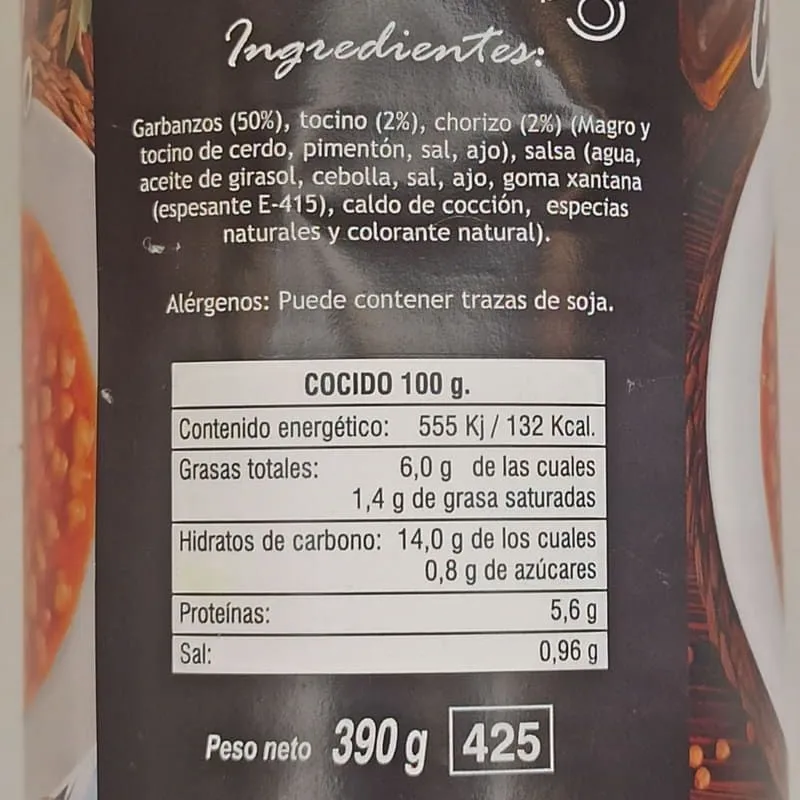 Ingredientes:
Garbanzos (50%), tocino (2%), chorizo (2%) (Magro y
tocino de cerdo, pimentón, sal, ajo), salsa (agua,
aceite de girasol, cebolla, sal, ajo, goma xantana
(espesante E-415), caldo de cocción, especias
naturales y colorante natural).
Alérgenos: Puede contener trazas de soja.
COCIDO 100 g.
Contenido energético: 555 Kj / 132 Kcal.
Grasas totales: 6,0 g de las cuales
1,4 g de grasa saturadas
Hidratos de carbono: 14,0 g de los cuales
0,8 g de azúcares
Proteínas: 5,6 g
Sal: 0,96 g
Peso neto 390 g 425